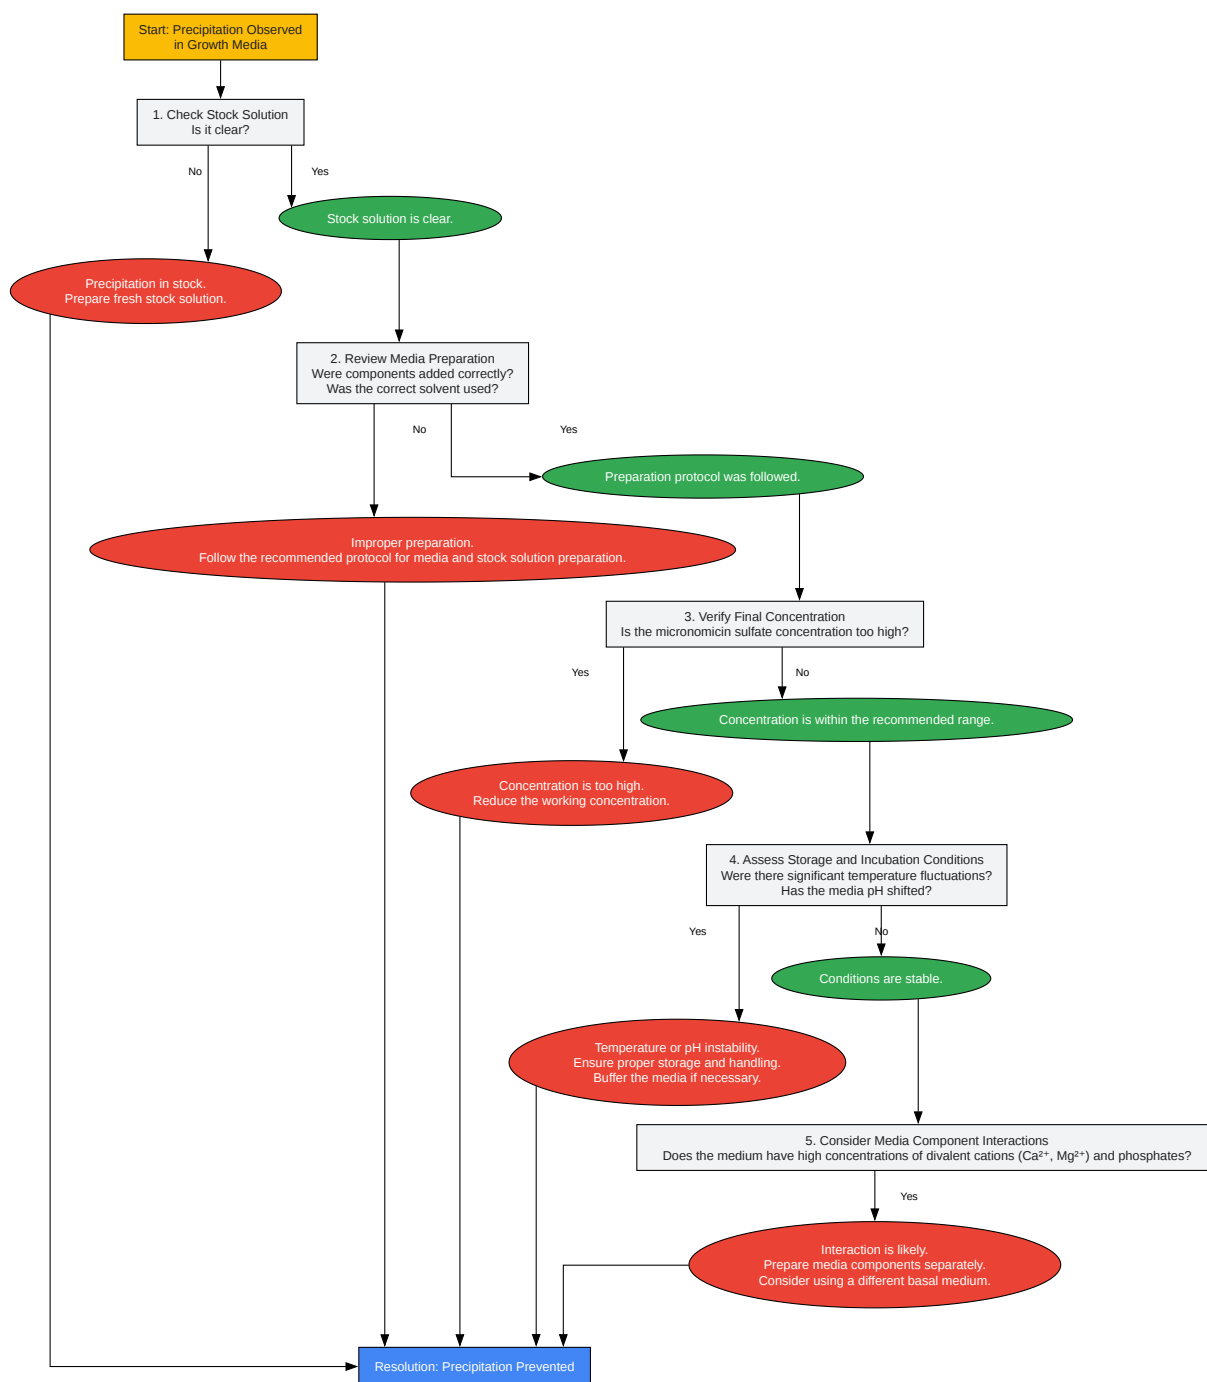 Start: Precipitation Observed
in Growth Media
1. Check Stock Solution
Is it clear?
No
Yes
Stock solution is clear.
Precipitation in stock.
Prepare fresh stock solution.
2. Review Media Preparation
Were components added correctly?
Was the correct solvent used?
No
Yes
Preparation protocol was followed.
Improper preparation.
Follow the recommended protocol for media and stock solution preparation.
3. Verify Final Concentration
Is the micronomicin sulfate concentration too high?
Yes
No
Concentration is within the recommended range.
Concentration is too high.
Reduce the working concentration.
4. Assess Storage and Incubation Conditions
Were there significant temperature fluctuations?
Has the media pH shifted?
Yes
No
Conditions are stable.
Temperature or pH instability.
Ensure proper storage and handling.
Buffer the media if necessary.
5. Consider Media Component Interactions
Does the medium have high concentrations of divalent cations (Ca²⁺, Mg²⁺) and phosphates?
Yes
Interaction is likely.
Prepare media components separately.
Consider using a different basal medium.
Resolution: Precipitation Prevented